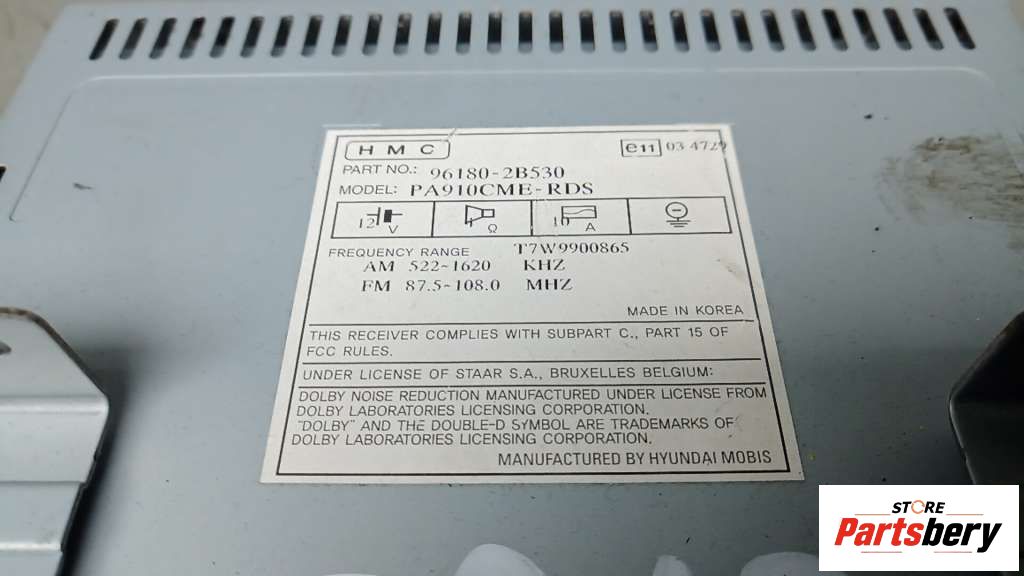 HMC e11 03 4729
PART NO.: 96180-2B530
MODEL: PA910CME-RDS
12 V Ω 10 A
FREQUENCY RANGE T7W9900865
AM 522~1620 KHZ
FM 87.5~108.0 MHZ
MADE IN KOREA
THIS RECEIVER COMPLIES WITH SUBPART C., PART 15 OF
FCC RULES.
UNDER LICENSE OF STAAR S.A., BRUXELLES BELGIUM:
DOLBY NOISE REDUCTION MANUFACTURED UNDER LICENSE FROM
DOLBY LABORATORIES LICENSING CORPORATION.
"DOLBY" AND THE DOUBLE-D SYMBOL ARE TRADEMARKS OF
DOLBY LABORATORIES LICENSING CORPORATION.
MANUFACTURED BY HYUNDAI MOBIS
STORE
Partsbery